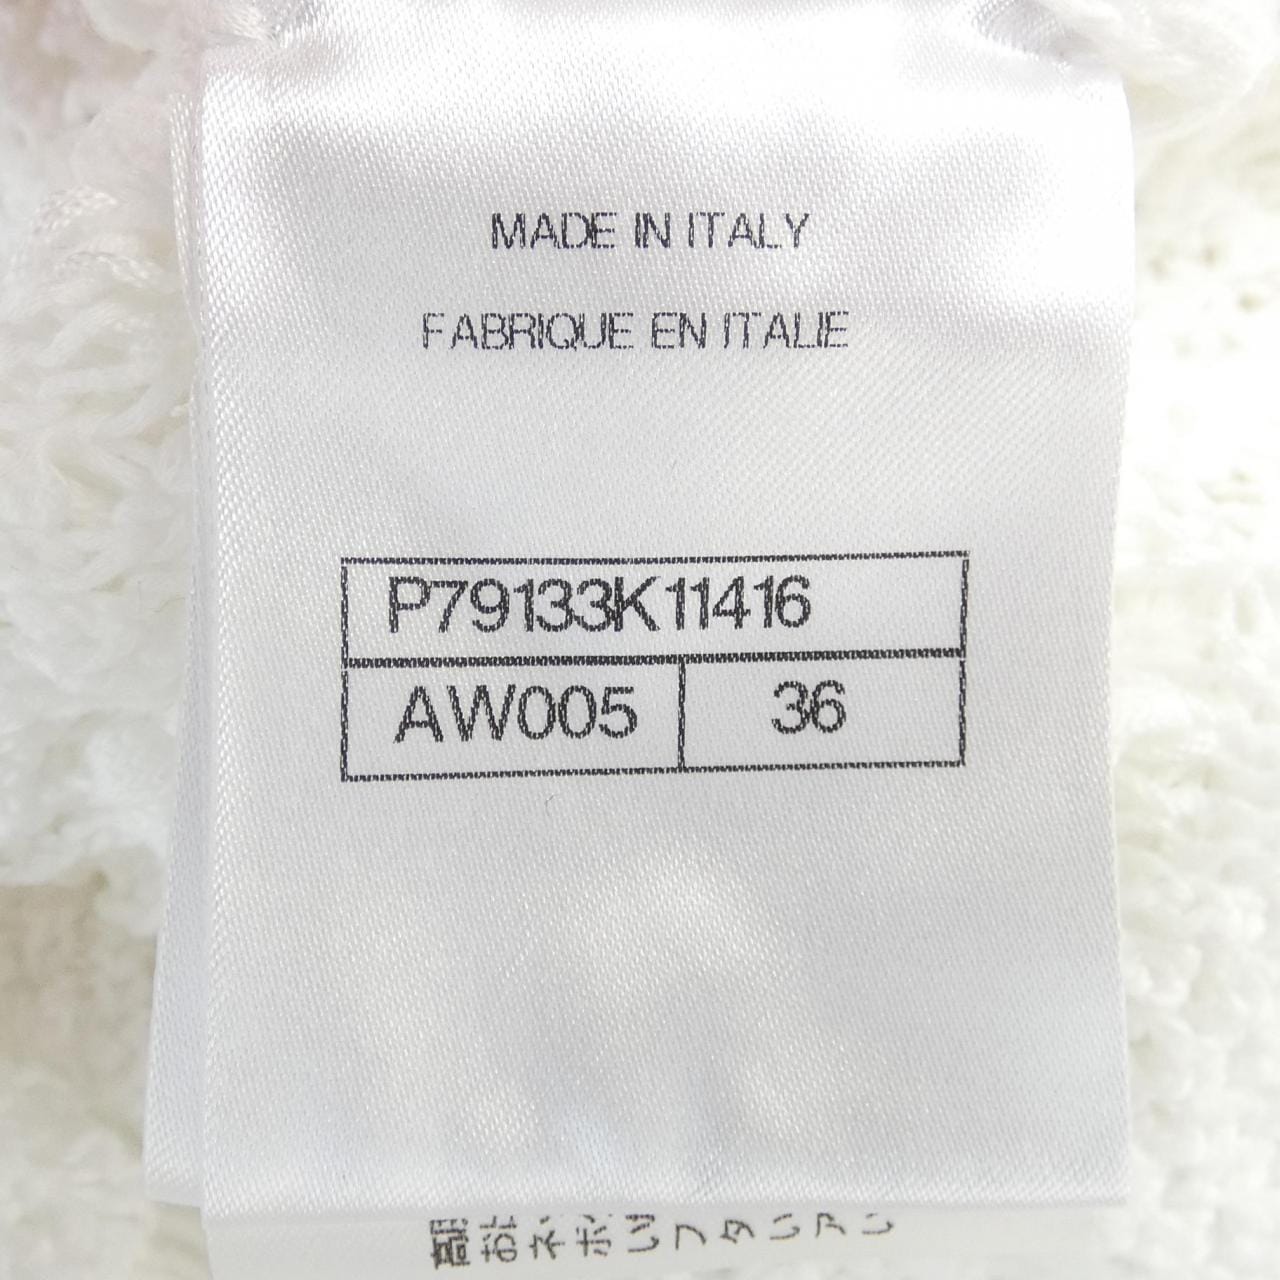 MADE IN ITALY
FABRIQUE EN ITALIE
P79133K11416
AW005 36